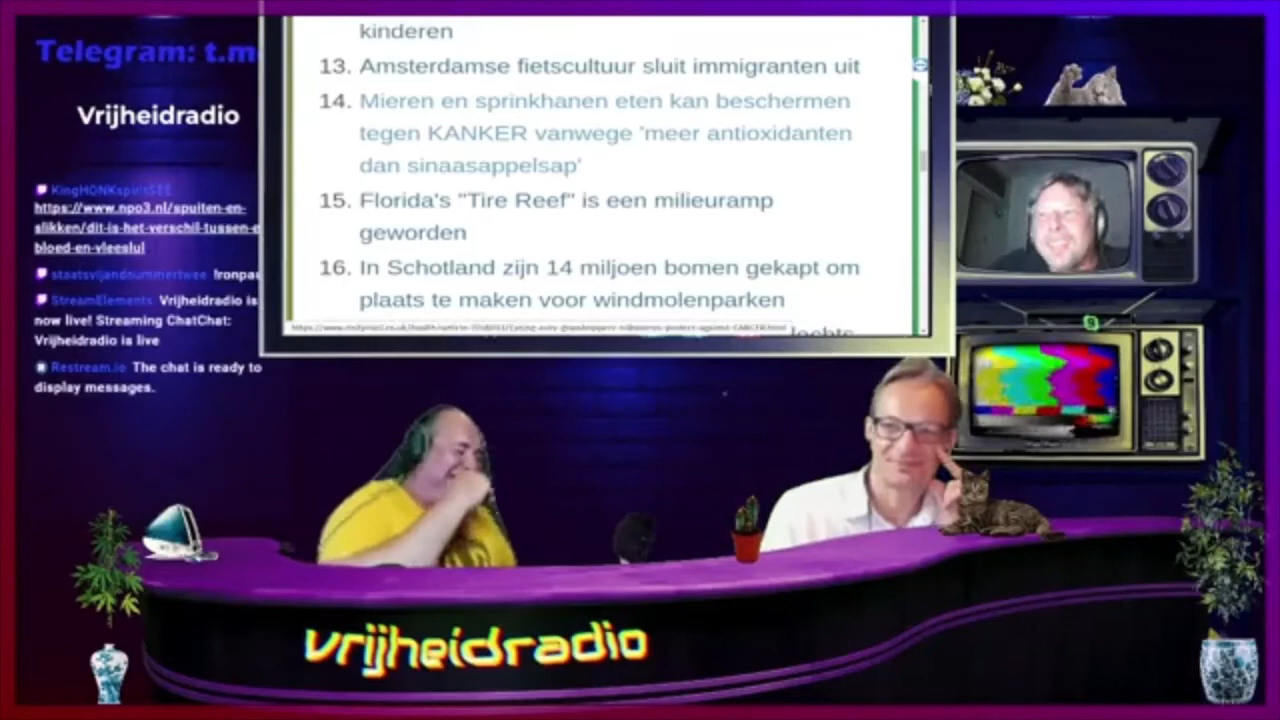 Telegram: t.m
Vrijheidradio
KingHONKspiritSEE
https://www.npo3.nl/spuiten-en-
slikken/dit-is-het-verschil-tussen-e
bloed-en-vleeslul
staatsvijandnummertwee !ronpau
StreamElements Vrijheidradio is
now live! Streaming ChatChat:
Vrijheidradio is live
Restream.io The chat is ready to
display messages.
kinderen
13. Amsterdamse fietscultuur sluit immigranten uit
14. Mieren en sprinkhanen eten kan beschermen
tegen KANKER vanwege 'meer antioxidanten
dan sinaasappelsap'
15. Florida's "Tire Reef" is een milieuramp
geworden
16. In Schotland zijn 14 miljoen bomen gekapt om
plaats te maken voor windmolenparken
vrijheidradio